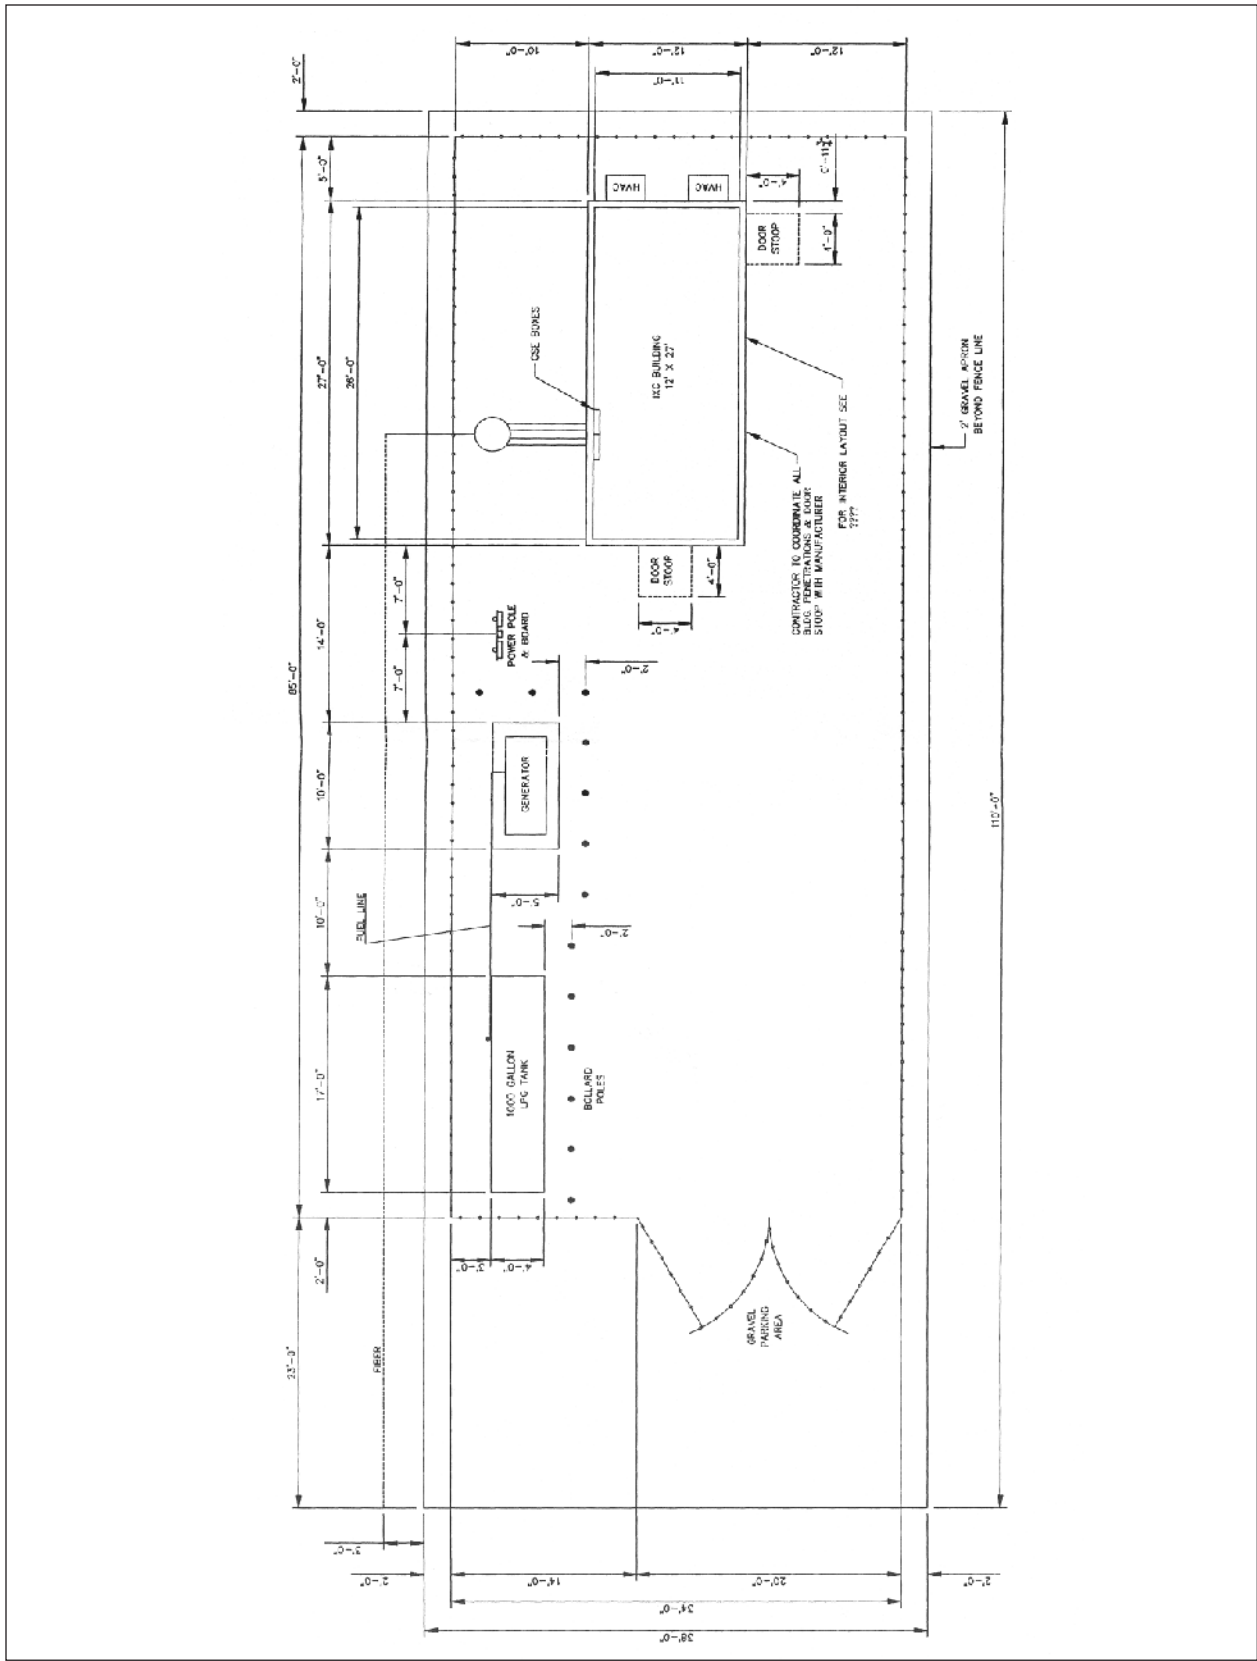 10'-0"
12'-0"
12'-0"
11'-0"
2'-0"
5'-0"
HVAC
HVAC
4'-0"
0'-11½"
DOOR
STOOP
4'-0"
27'-0"
26'-0"
CSE BOXES
IXC BUILDING
12' X 27'
2' GRAVEL APRON
BEYOND FENCE LINE
FOR INTERIOR LAYOUT SEE
????
CONTRACTOR TO COORDINATE ALL
BLDG. PENETRATIONS & DOOR
STOOP WITH MANUFACTURER
DOOR
STOOP
4'-0"
4'-0"
7'-0"
14'-0"
POWER POLE
& BOARD
7'-0"
2'-0"
85'-0"
10'-0"
GENERATOR
110'-0"
FUEL LINE
10'-0"
5'-0"
2'-0"
17'-0"
1000 GALLON
LPG TANK
BOLLARD
POLES
2'-0"
3'-0"
4'-0"
GRAVEL
PARKING
AREA
23'-0"
FIBER
3'-0"
2'-0"
14'-0"
20'-0"
2'-0"
34'-0"
38'-0"